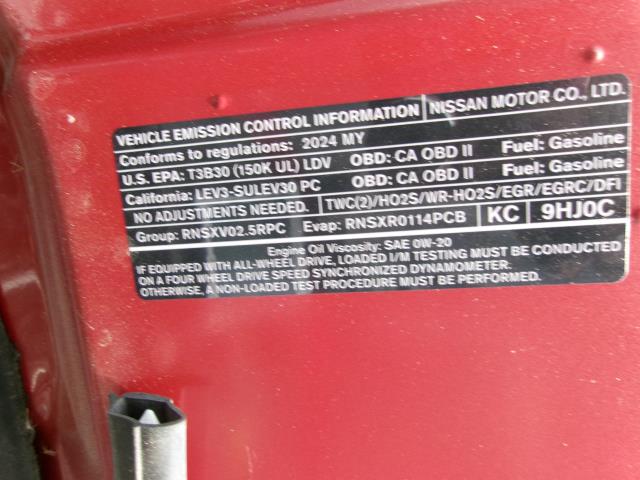 VEHICLE EMISSION CONTROL INFORMATION NISSAN MOTOR CO., LTD.
Conforms to regulations: 2024 MY
U.S. EPA: T3B30 (150K UL) LDV OBD: CA OBD II Fuel: Gasoline
California: LEV3-SULEV30 PC OBD: CA OBD II Fuel: Gasoline
NO ADJUSTMENTS NEEDED. TWC(2)/HO2S/WR-HO2S/EGR/EGRC/DFI
Group: RNSXV02.5RPC Evap: RNSXR0114PCB KC 9HJ0C
Engine Oil Viscosity: SAE 0W-20
IF EQUIPPED WITH ALL-WHEEL DRIVE, LOADED I/M TESTING MUST BE CONDUCTED
ON A FOUR WHEEL DRIVE SPEED SYNCHRONIZED DYNAMOMETER.
OTHERWISE, A NON-LOADED TEST PROCEDURE MUST BE PERFORMED.